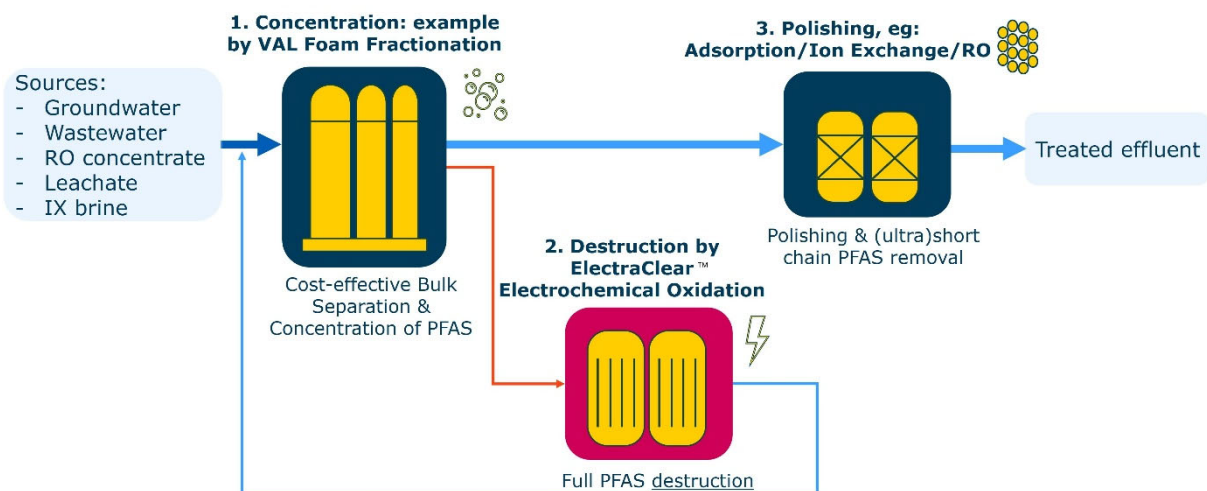 1. Concentration: example
by VAL Foam Fractionation
3. Polishing, eg:
Adsorption/Ion Exchange/RO
Sources:
- Groundwater
- Wastewater
- RO concentrate
- Leachate
- IX brine
Treated effluent
Cost-effective Bulk
Separation &
Concentration of PFAS
2. Destruction by
ElectraClear™
Electrochemical Oxidation
Polishing & (ultra)short
chain PFAS removal
Full PFAS destruction